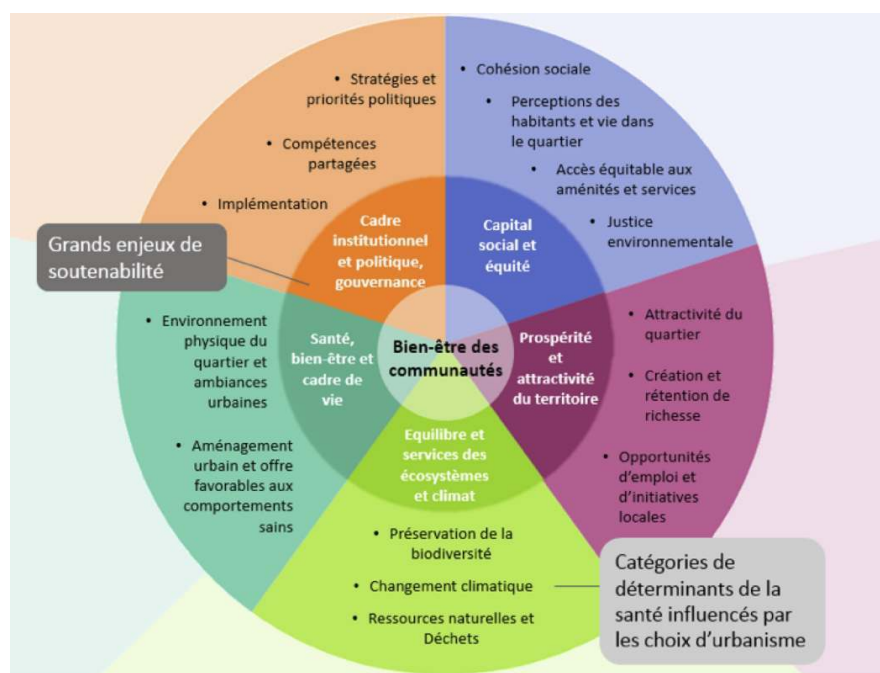 • Stratégies et
priorités politiques
• Compétences
partagées
• Implémentation
Cadre
institutionnel
et politique,
gouvernance
• Cohésion sociale
• Perceptions des
habitants et vie dans
le quartier
• Accès équitable aux
aménités et services
• Justice
environnementale
Capital
social et
équité
Grands enjeux de
soutenabilité
• Environnement
physique du
quartier et
ambiances
urbaines
• Aménagement
urbain et offre
favorables aux
comportements
sains
Santé,
bien-être et
cadre de
vie
Bien-être des
communautés
Prospérité
et
attractivité
du territoire
• Attractivité du
quartier
• Création et
rétention de
richesse
• Opportunités
d'emploi et
d'initiatives
locales
Equilibre et
services des
écosystèmes
et climat
• Préservation de la
biodiversité
• Changement climatique
• Ressources naturelles et
Déchets
Catégories de
déterminants de la
santé influencés par
les choix d'urbanisme